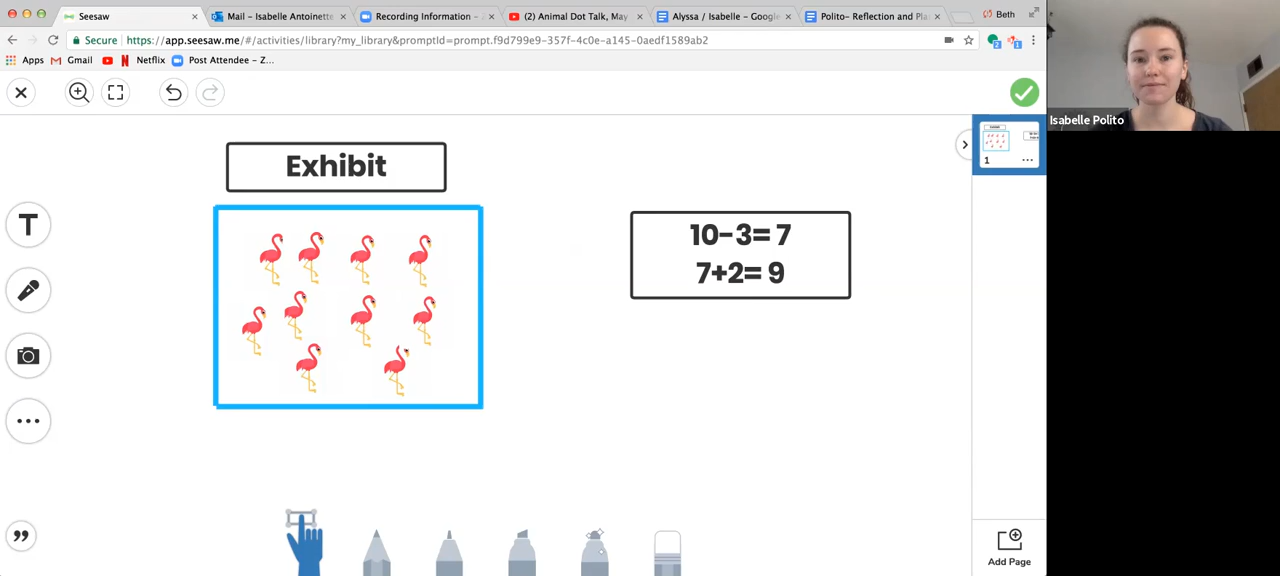 Seesaw
Mail - Isabelle Antoinette
Recording Information -
(2) Animal Dot Talk, May
Alyssa / Isabelle - Google
Polito- Reflection and Pla
Beth
Secure https://app.seesaw.me/#/activities/library?my_library&promptId=prompt.f9d799e9-357f-4c0e-a145-0aedf1589ab2
2
1
Apps
Gmail
Netflix
Post Attendee - Z...
Isabelle Polito
Exhibit
10-3= 7
7+2= 9
T
1
Add Page